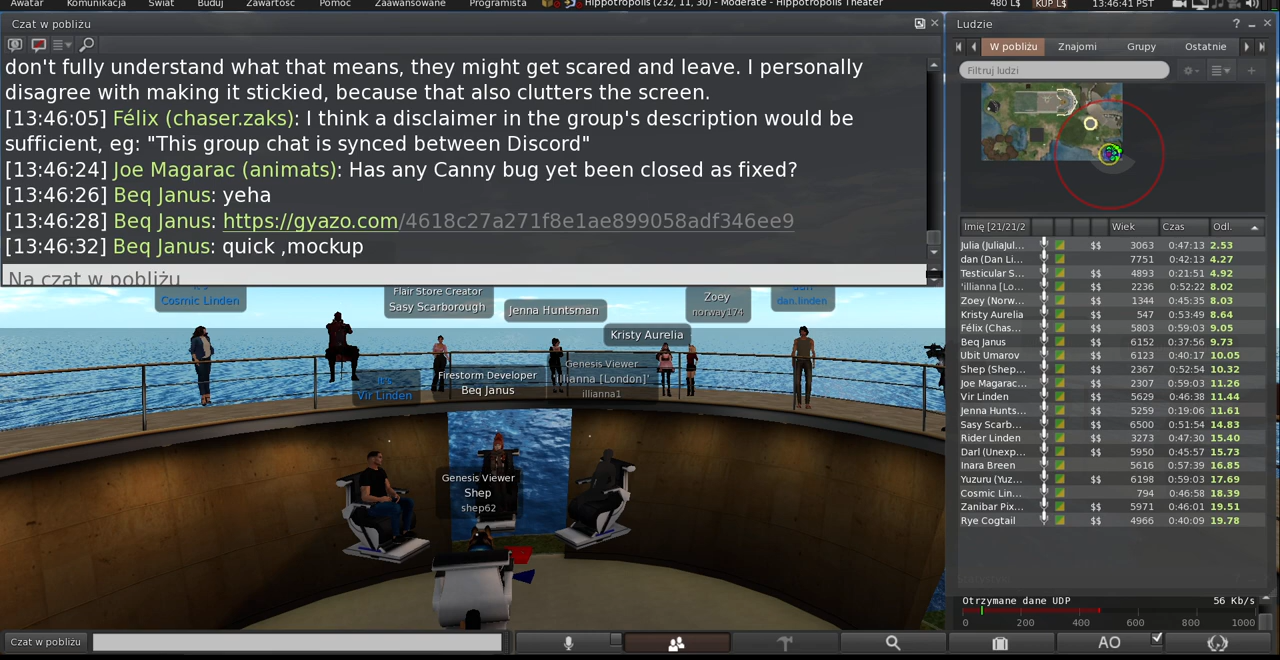 Awatar Komunikacja Świat Buduj Zawartość Pomoc Zaawansowane Programista Hippotropolis (232, 11, 30) - Moderate - Hippotropolis Theater 480 L$ KUP L$ 13:46:41 PST
Czat w pobliżu
don't fully understand what that means, they might get scared and leave. I personally
disagree with making it stickied, because that also clutters the screen.
[13:46:05] Félix (chaser.zaks): I think a disclaimer in the group's description would be
sufficient, eg: "This group chat is synced between Discord"
[13:46:24] Joe Magarac (animats): Has any Canny bug yet been closed as fixed?
[13:46:26] Beq Janus: yeha
[13:46:28] Beq Janus: https://gyazo.com/4618c27a271f8e1ae899058adf346ee9
[13:46:32] Beq Janus: quick ,mockup
Na czat w pobliżu
Cosmic Linden
Flair Store Creator
Sasy Scarborough
Jenna Huntsman
Zoey
norway174
dan.linden
Kristy Aurelia
Vir Linden
Firestorm Developer
Beq Janus
Genesis Viewer
'illianna [London]'
illianna1
Genesis Viewer
Shep
shep62
Czat w pobliżu
AO
Ludzie
?
W pobliżu Znajomi Grupy Ostatnie
Filtruj ludzi
Imię [21/21/2 Wiek Czas Odl.
Julia (JuliaJul... $$ 3063 0:47:13 2.53
dan (Dan Li... 7751 0:42:13 4.27
Testicular S... $$ 4893 0:21:51 4.92
'illianna [Lo... $$ 2236 0:52:22 8.02
Zoey (Norw... $$ 1344 0:45:35 8.03
Kristy Aurelia 547 0:53:49 8.64
Félix (Chas... $$ 5803 0:59:03 9.05
Beq Janus $$ 6152 0:37:56 9.73
Ubit Umarov $$ 6123 0:40:17 10.05
Shep (Shep... $$ 2367 0:52:54 10.32
Joe Magarac... $$ 2307 0:59:03 11.26
Vir Linden $$ 5629 0:46:38 11.44
Jenna Hunts... $$ 5259 0:19:06 11.61
Sasy Scarb... $$ 6500 0:51:54 14.83
Rider Linden $$ 3273 0:47:30 15.40
Darl (Unexp... $$ 5950 0:45:57 15.73
Inara Breen 5616 0:57:39 16.85
Yuzuru (Yuz... $$ 6198 0:59:03 17.69
Cosmic Lin... 794 0:46:58 18.39
Zanibar Pix... $$ 5971 0:46:01 19.51
Rye Cogtail $$ 4966 0:40:09 19.78
Otrzymane dane UDP 56 Kb/s
0 200 400 600 800 1000